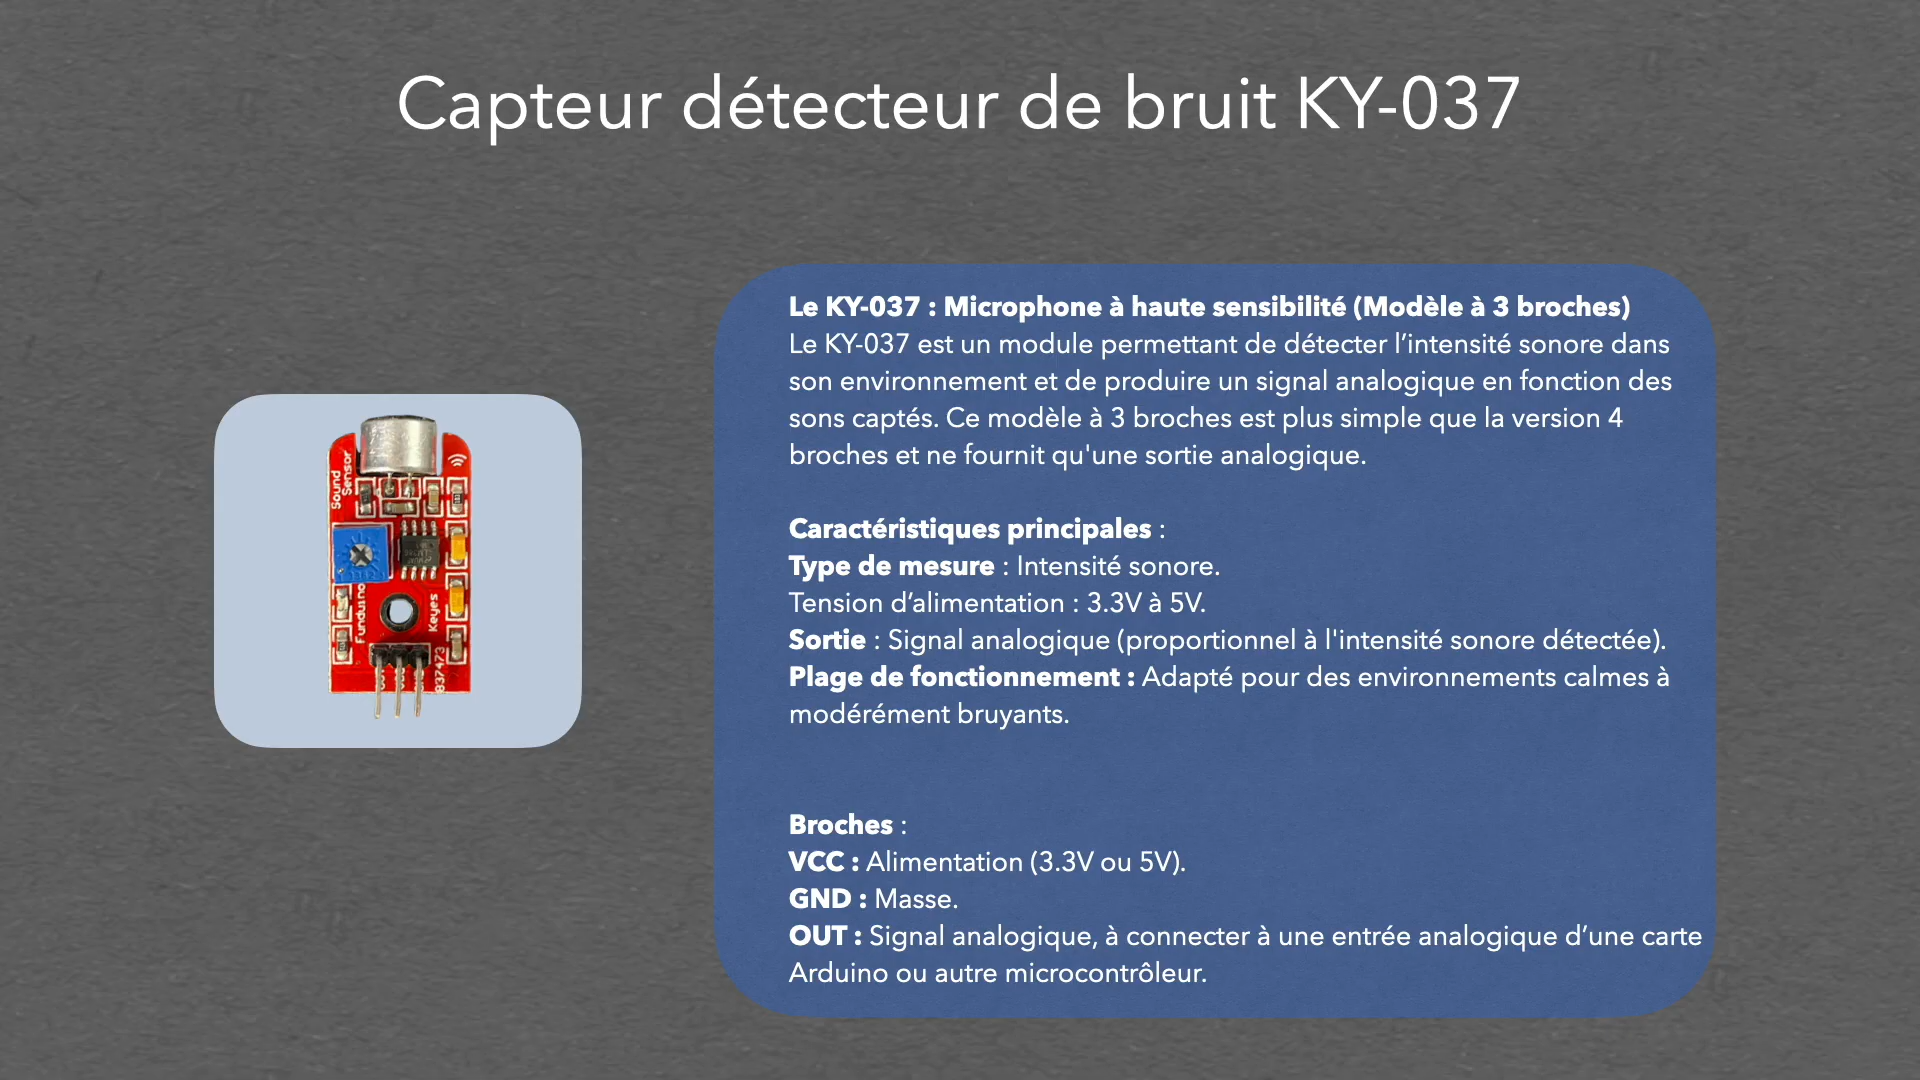 Capteur détecteur de bruit KY-037
Le KY-037 : Microphone à haute sensibilité (Modèle à 3 broches)
Le KY-037 est un module permettant de détecter l’intensité sonore dans
son environnement et de produire un signal analogique en fonction des
sons captés. Ce modèle à 3 broches est plus simple que la version 4
broches et ne fournit qu'une sortie analogique.
Caractéristiques principales :
Type de mesure : Intensité sonore.
Tension d’alimentation : 3.3V à 5V.
Sortie : Signal analogique (proportionnel à l'intensité sonore détectée).
Plage de fonctionnement : Adapté pour des environnements calmes à
modérément bruyants.
Broches :
VCC : Alimentation (3.3V ou 5V).
GND : Masse.
OUT : Signal analogique, à connecter à une entrée analogique d’une carte
Arduino ou autre microcontrôleur.
Sound
Sensor
Funduino
Keyes
837473